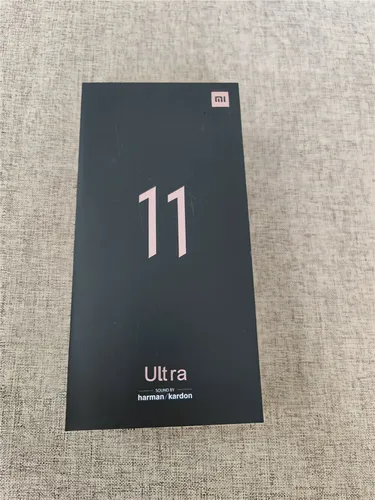 mi
11
Ultra
SOUND BY
harman/kardon